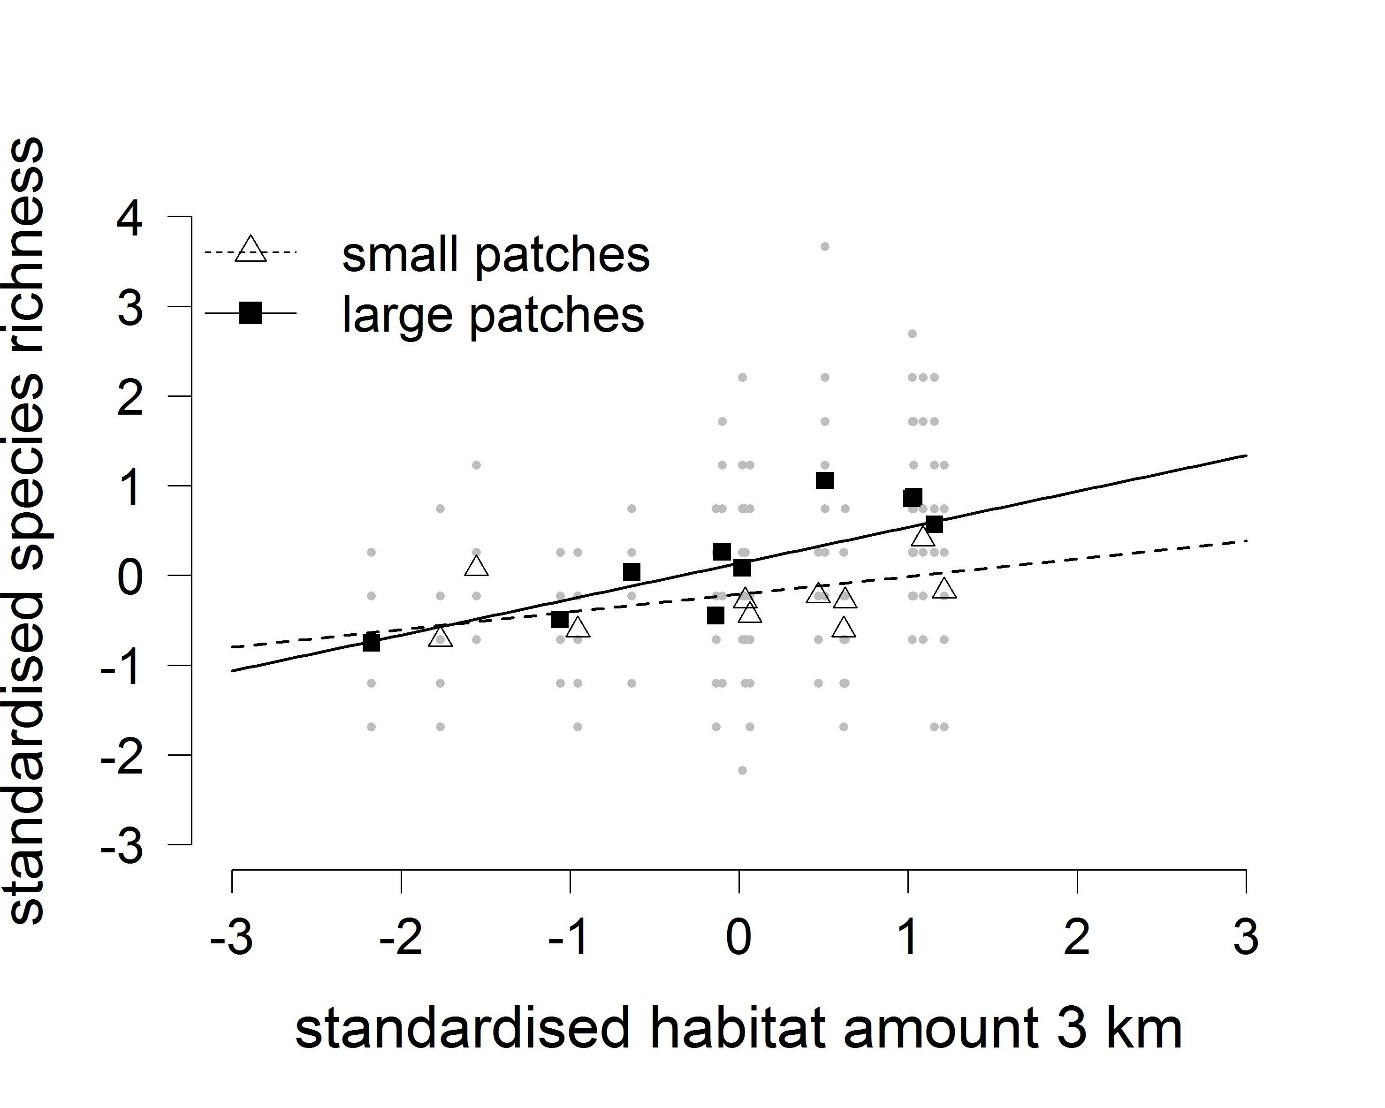 standardised species richness
4
3
2
1
0
-1
-2
-3
small patches
large patches
-3 -2 -1 0 1 2 3
standardised habitat amount 3 km